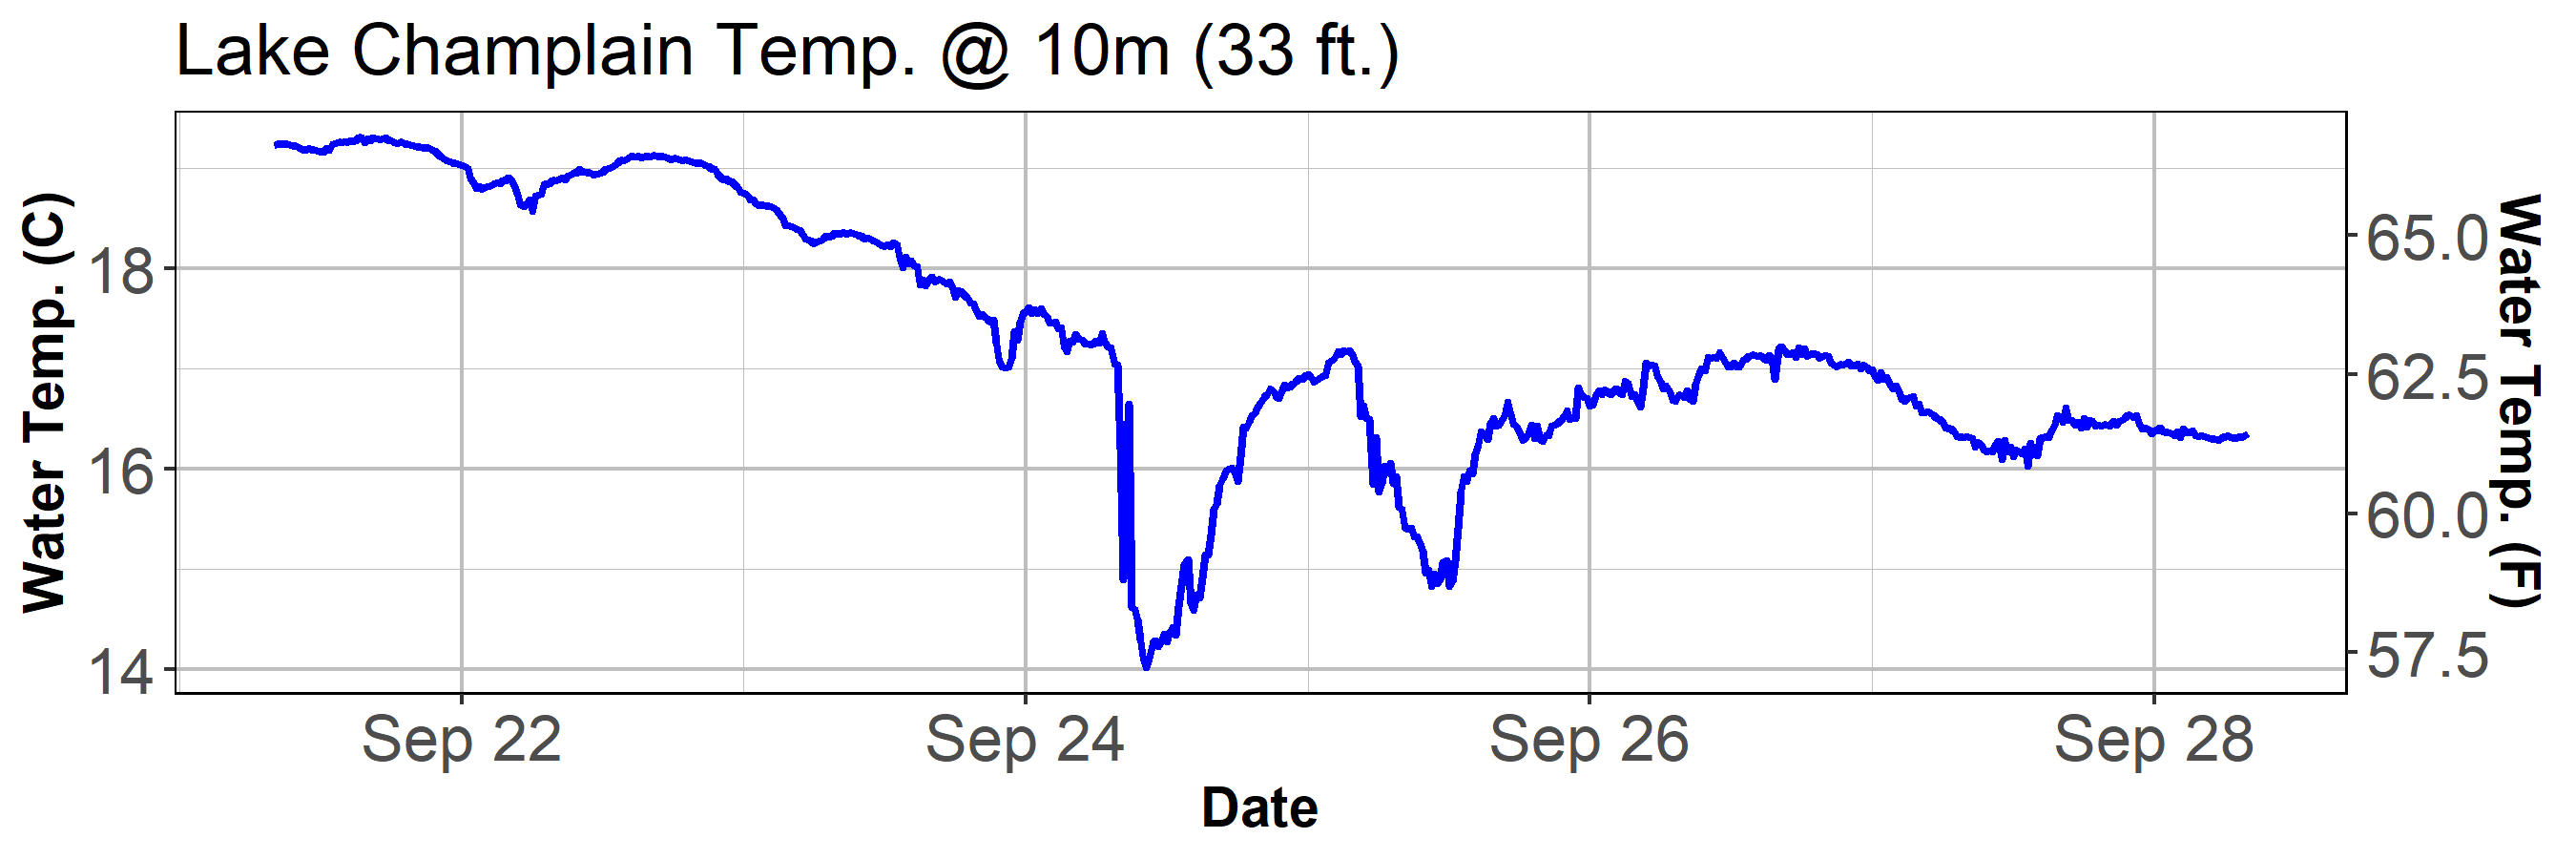 Lake Champlain Temp. @ 10m (33 ft.)
Water Temp. (C)
18
16
14
65.0
62.5
60.0
57.5
Water Temp. (F)
Sep 22 Sep 24 Sep 26 Sep 28
Date